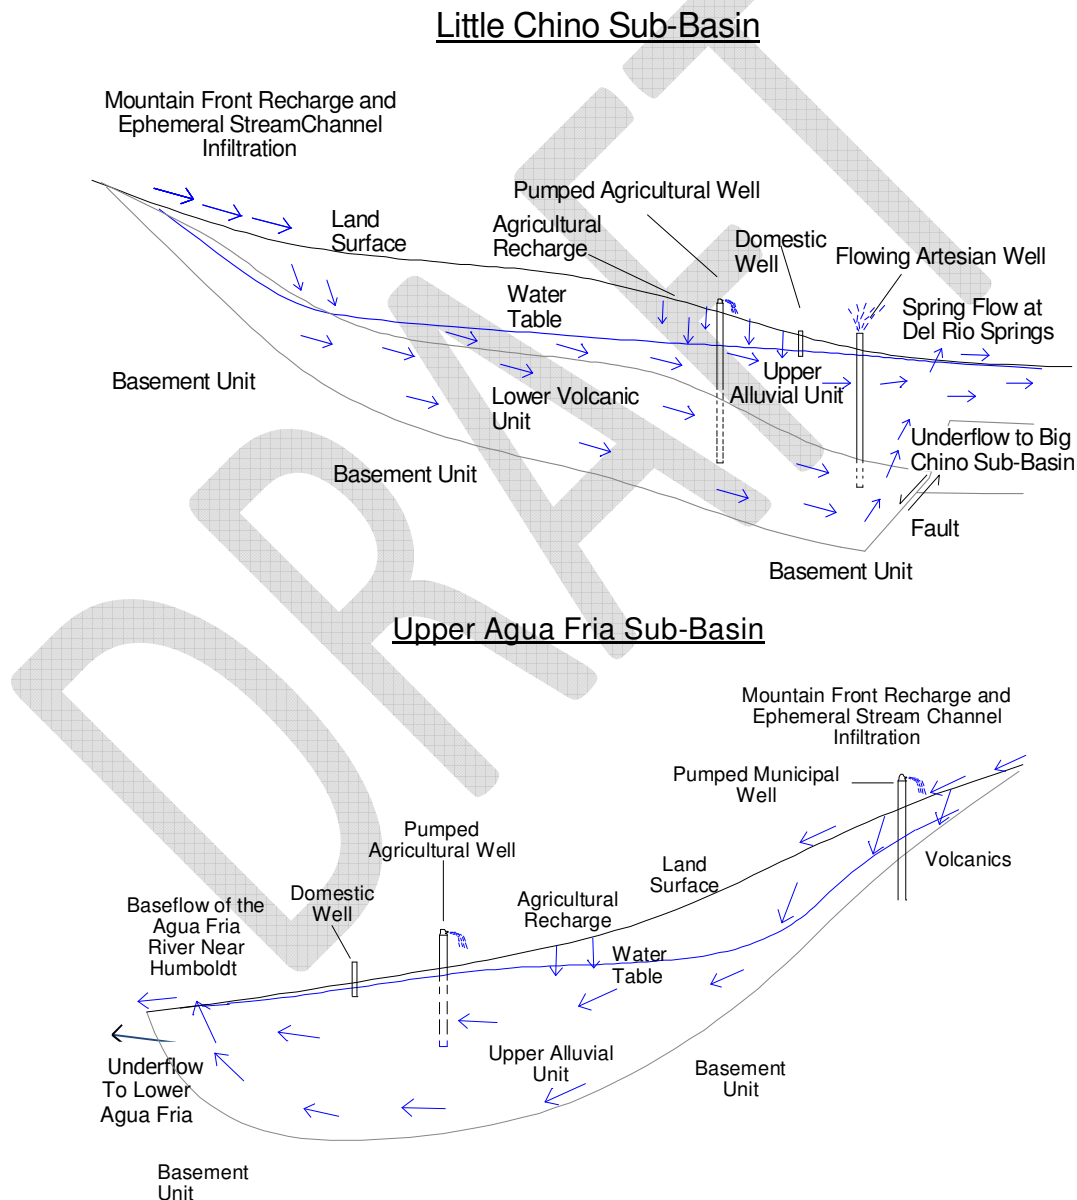 Little Chino Sub-Basin
Mountain Front Recharge and
Ephemeral StreamChannel
Infiltration
Pumped Agricultural Well
Land
Surface
Agricultural
Recharge
Domestic
Well
Flowing Artesian Well
Water
Table
Spring Flow at
Del Rio Springs
Basement Unit
Upper
Alluvial Unit
Lower Volcanic
Unit
Underflow to Big
Chino Sub-Basin
Basement Unit
Fault
Basement Unit
DRAFT
Upper Agua Fria Sub-Basin
Mountain Front Recharge and
Ephemeral Stream Channel
Infiltration
Pumped Municipal
Well
Pumped
Agricultural Well
Volcanics
Land
Surface
Domestic
Well
Agricultural
Recharge
Baseflow of the
Agua Fria
River Near
Humboldt
Water
Table
Upper Alluvial
Unit
Basement
Unit
Underflow
To Lower
Agua Fria
Basement
Unit